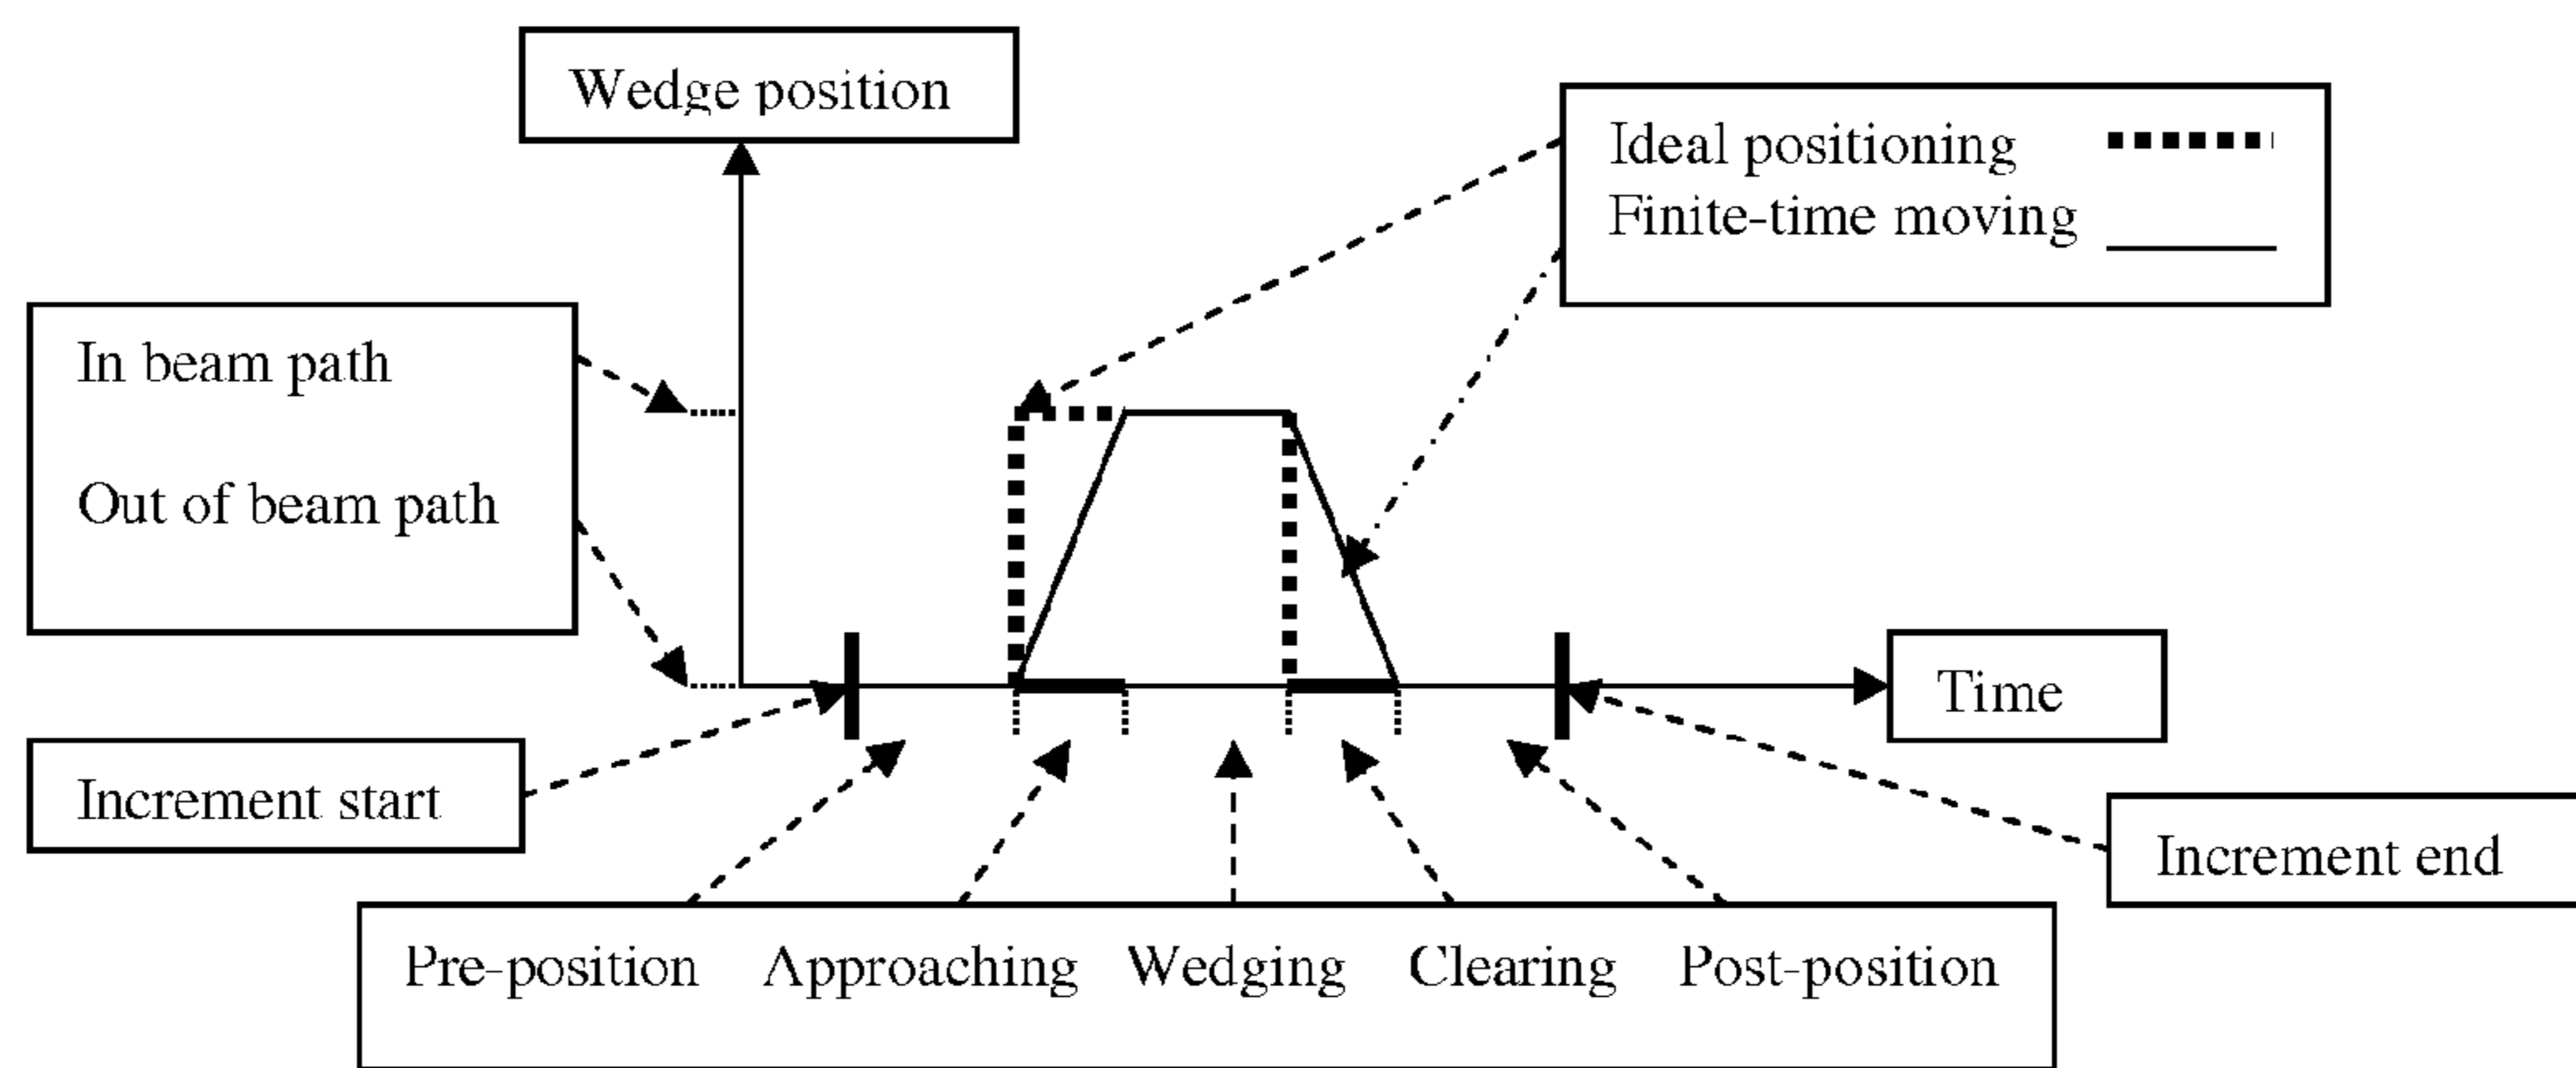 Wedge position
Ideal positioning
Finite-time moving
In beam path
Out of beam path
Time
Increment start
Increment end
Pre-position Approaching Wedging Clearing Post-position